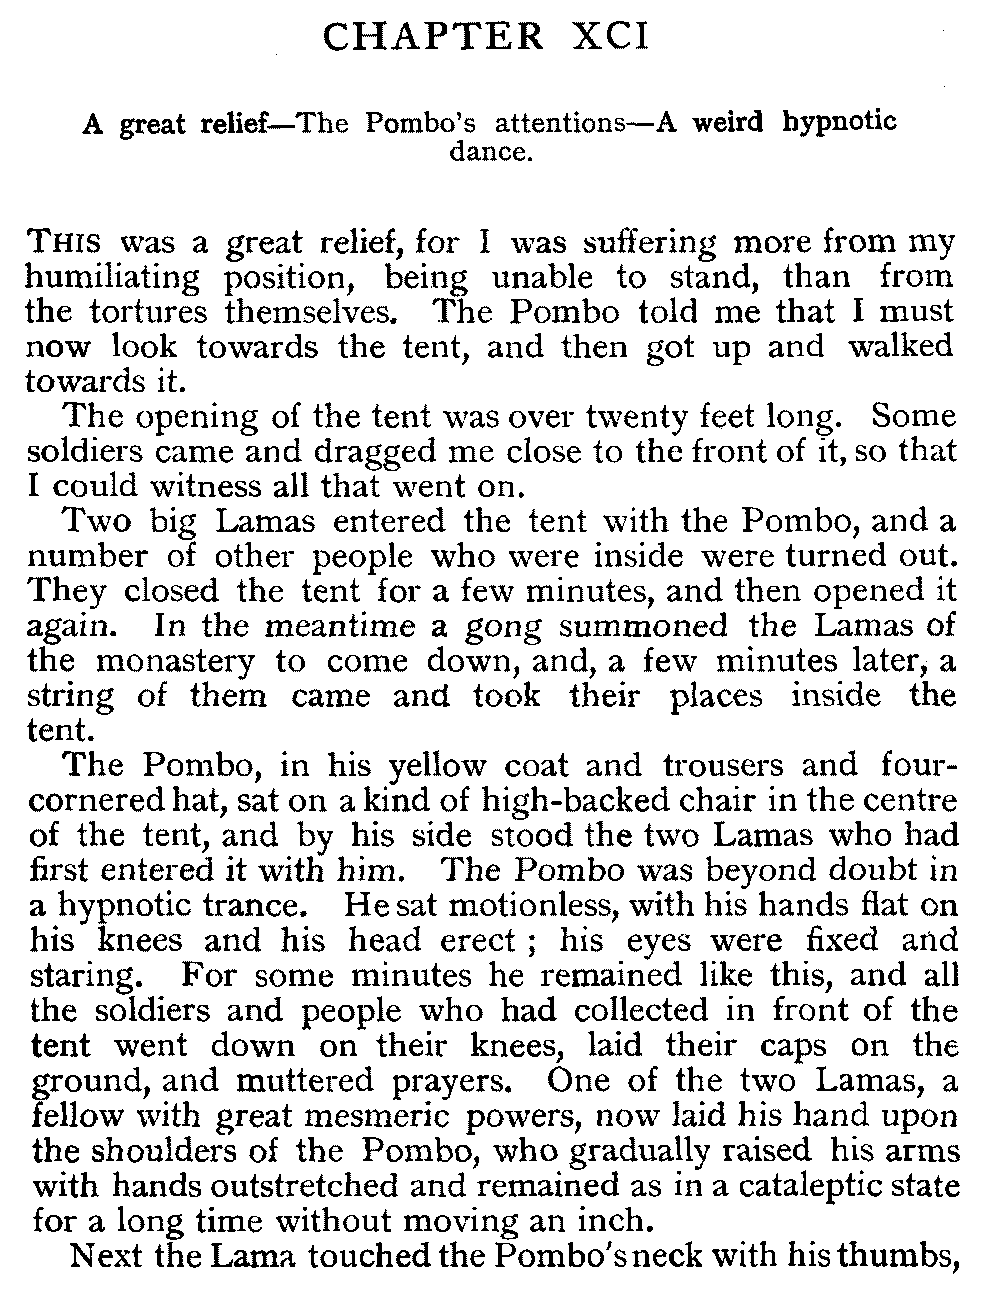 CHAPTER XCI
A great relief—The Pombo's attentions—A weird hypnotic
dance.
THIS was a great relief, for I was suffering more from my
humiliating position, being unable to stand, than from
the tortures themselves. The Pombo told me that I must
now look towards the tent, and then got up and walked
towards it.
The opening of the tent was over twenty feet long. Some
soldiers came and dragged me close to the front of it, so that
I could witness all that went on.
Two big Lamas entered the tent with the Pombo, and a
number of other people who were inside were turned out.
They closed the tent for a few minutes, and then opened it
again. In the meantime a gong summoned the Lamas of
the monastery to come down, and, a few minutes later, a
string of them came and took their places inside the
tent.
The Pombo, in his yellow coat and trousers and four-
cornered hat, sat on a kind of high-backed chair in the centre
of the tent, and by his side stood the two Lamas who had
first entered it with him. The Pombo was beyond doubt in
a hypnotic trance. He sat motionless, with his hands flat on
his knees and his head erect ; his eyes were fixed and
staring. For some minutes he remained like this, and all
the soldiers and people who had collected in front of the
tent went down on their knees, laid their caps on the
ground, and muttered prayers. One of the two Lamas, a
fellow with great mesmeric powers, now laid his hand upon
the shoulders of the Pombo, who gradually raised his arms
with hands outstretched and remained as in a cataleptic state
for a long time without moving an inch.
Next the Lama touched the Pombo's neck with his thumbs,